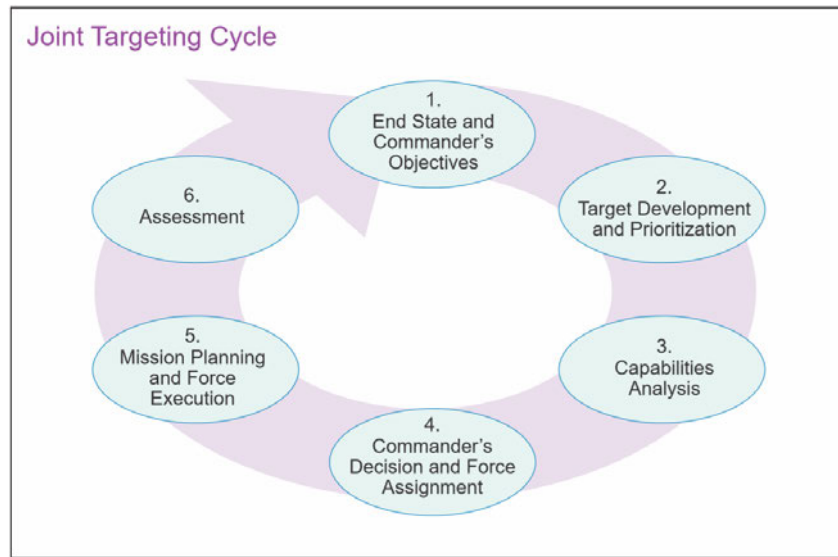 Joint Targeting Cycle
1.
End State and
Commander's
Objectives
2.
Target Development
and Prioritization
3.
Capabilities
Analysis
4.
Commander's
Decision and Force
Assignment
5.
Mission Planning
and Force
Execution
6.
Assessment